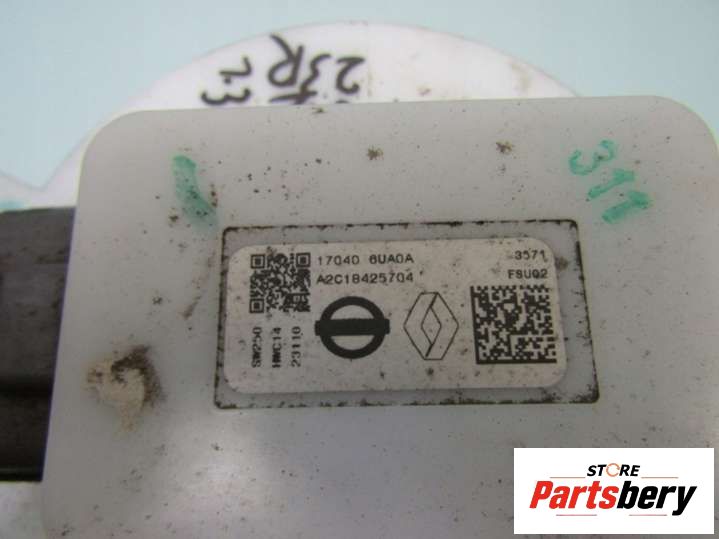 23R
311
17040 6UA0A
3571
A2C18425704
FSU02
SW250
HWC14
23110
STORE
Partsbery